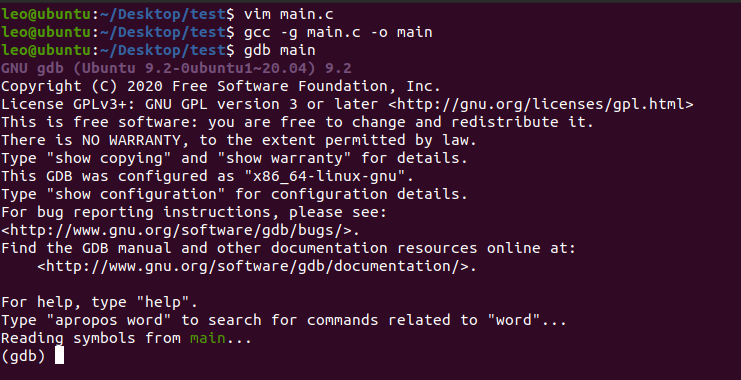 leo@ubuntu:~/Desktop/test$ vim main.c
leo@ubuntu:~/Desktop/test$ gcc -g main.c -o main
leo@ubuntu:~/Desktop/test$ gdb main
GNU gdb (Ubuntu 9.2-0ubuntu1~20.04) 9.2
Copyright (C) 2020 Free Software Foundation, Inc.
License GPLv3+: GNU GPL version 3 or later <http://gnu.org/licenses/gpl.html>
This is free software: you are free to change and redistribute it.
There is NO WARRANTY, to the extent permitted by law.
Type "show copying" and "show warranty" for details.
This GDB was configured as "x86_64-linux-gnu".
Type "show configuration" for configuration details.
For bug reporting instructions, please see:
<http://www.gnu.org/software/gdb/bugs/>.
Find the GDB manual and other documentation resources online at:
    <http://www.gnu.org/software/gdb/documentation/>.

For help, type "help".
Type "apropos word" to search for commands related to "word"...
Reading symbols from main...
(gdb)